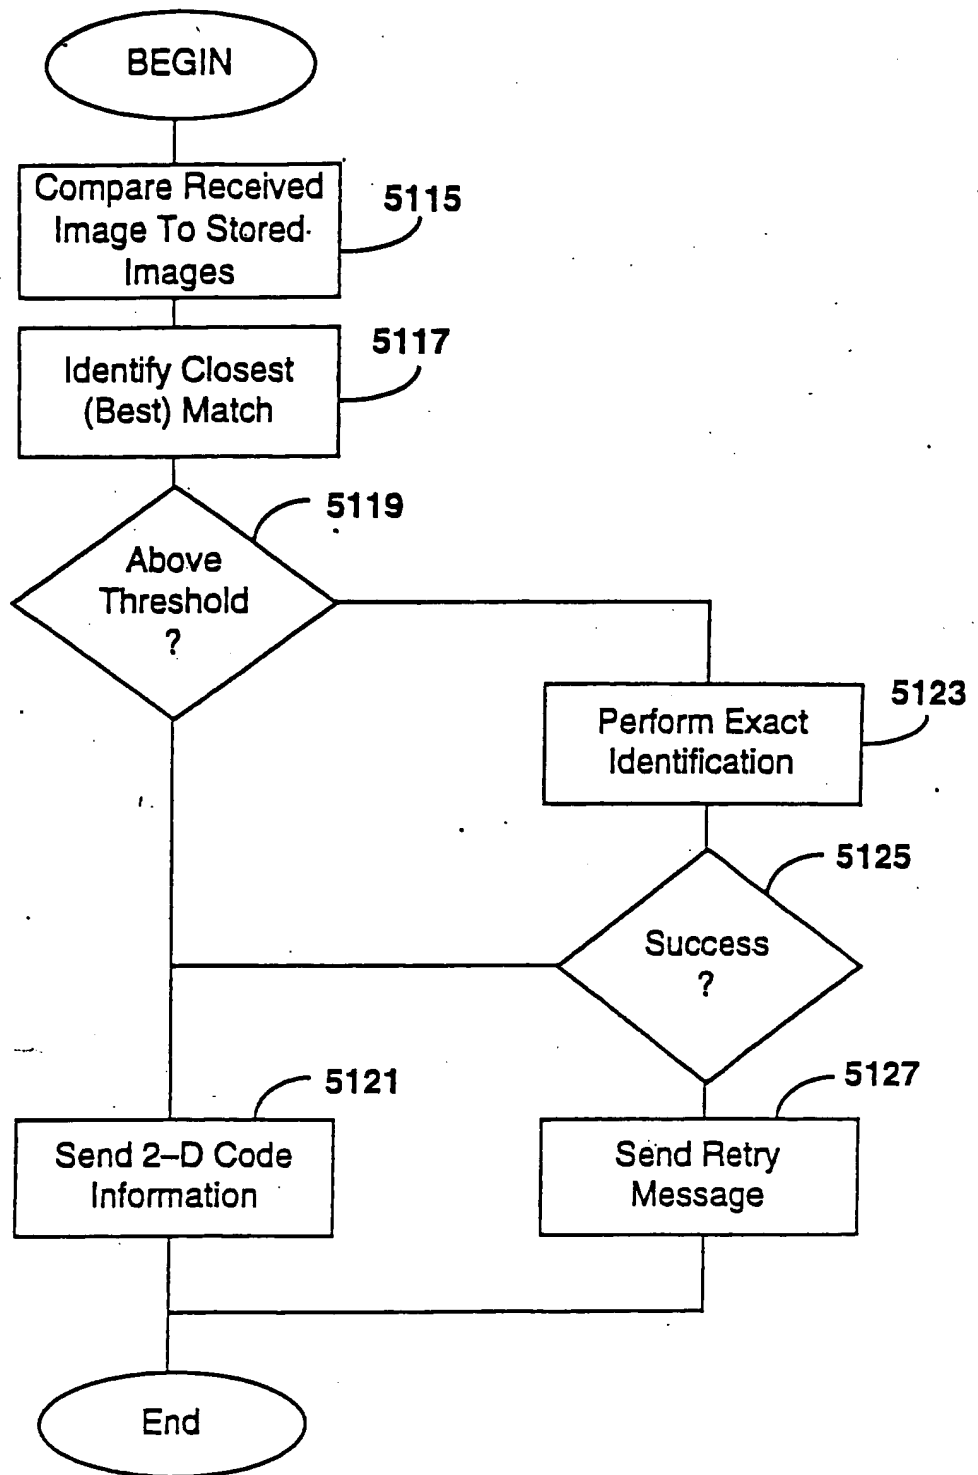 BEGIN
Compare Received
Image To Stored
Images
5115
5117
Identify Closest
(Best) Match
5119
Above
Threshold
?
5123
Perform Exact
Identification
5125
Success
?
5121
Send 2–D Code
Information
5127
Send Retry
Message
End